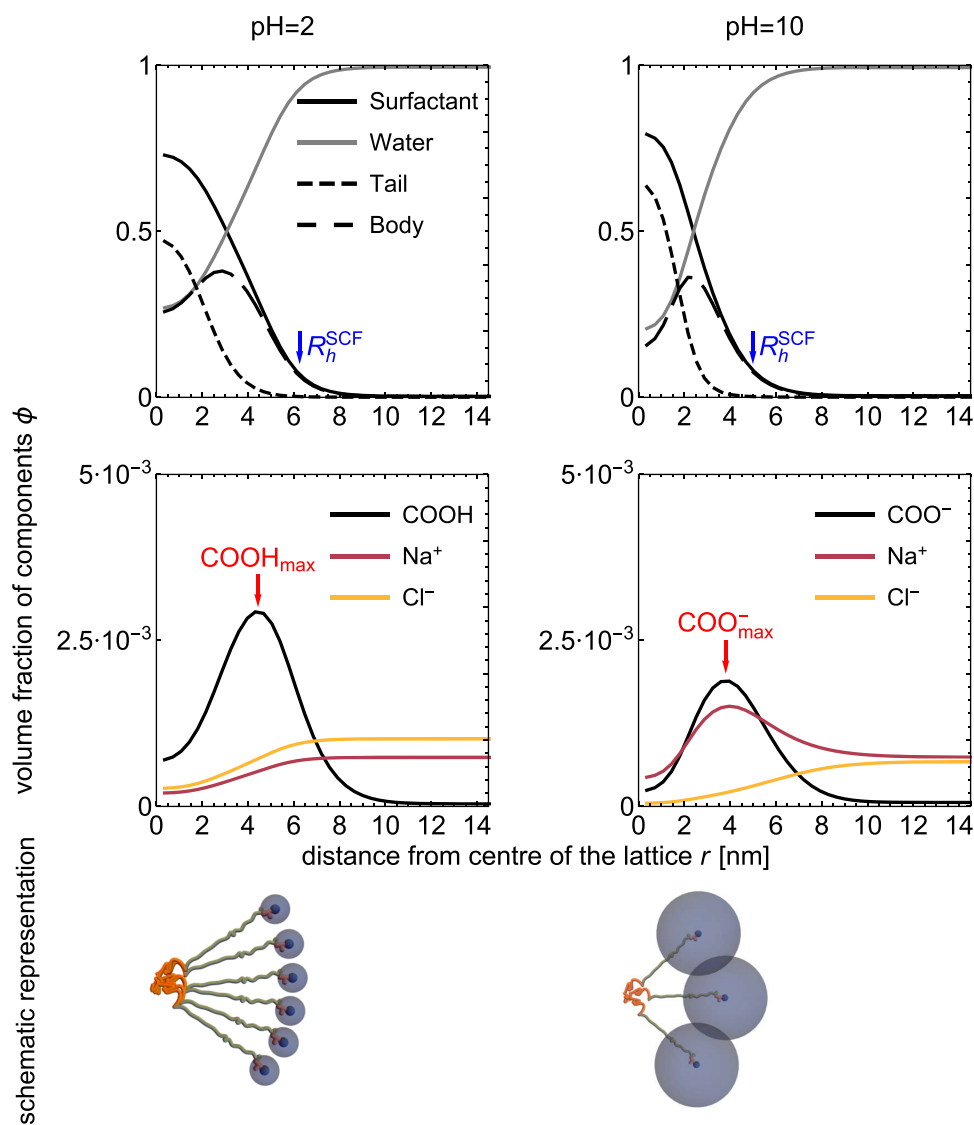 pH=2
pH=10
1
0.5
0
0 2 4 6 8 10 12 14
Surfactant
Water
Tail
Body
R_h^SCF
1
0.5
0
0 2 4 6 8 10 12 14
R_h^SCF
volume fraction of components ϕ
5·10⁻³
2.5·10⁻³
0
0 2 4 6 8 10 12 14
COOH
Na⁺
Cl⁻
COOH_max
5·10⁻³
2.5·10⁻³
0
0 2 4 6 8 10 12 14
COO⁻
Na⁺
Cl⁻
COO⁻_max
distance from centre of the lattice r [nm]
schematic representation